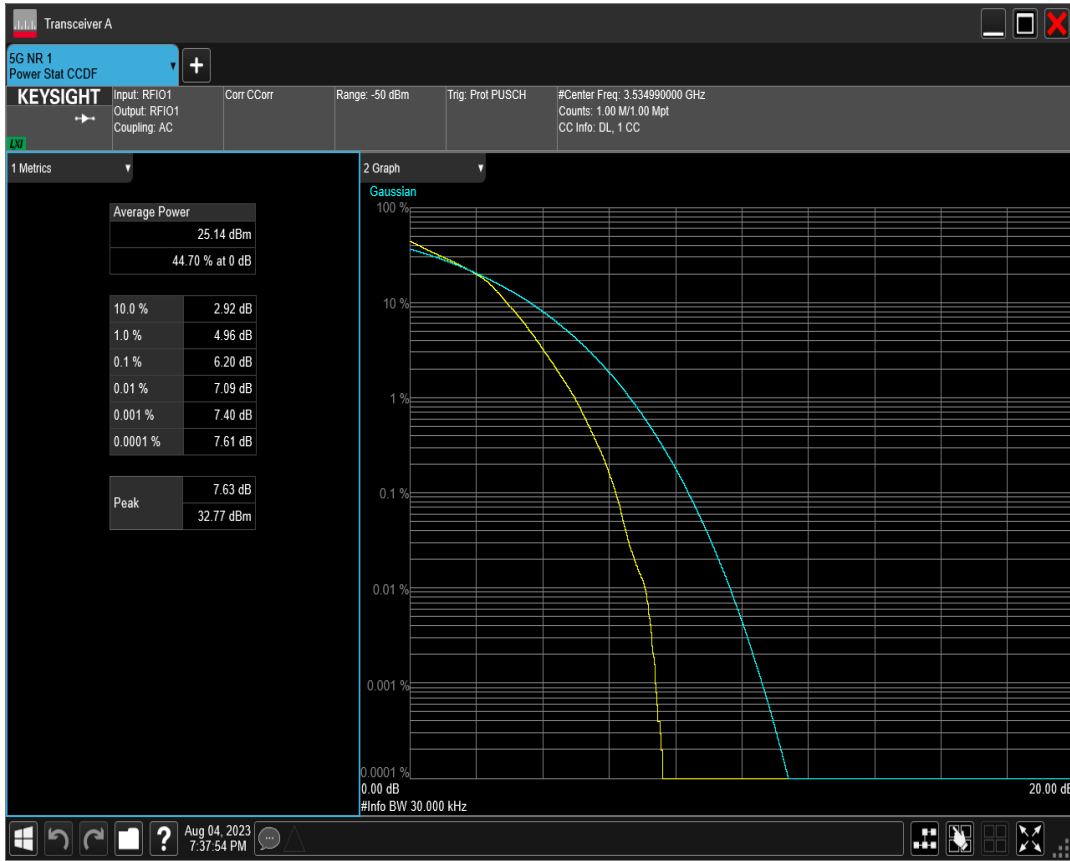 Transceiver A
5G NR 1
Power Stat CCDF
KEYSIGHT
LXI
Input: RFIO1
Output: RFIO1
Coupling: AC
Corr CCorr
Range: -50 dBm
Trig: Prot PUSCH
#Center Freq: 3.534990000 GHz
Counts: 1.00 M/1.00 Mpt
CC Info: DL, 1 CC
1 Metrics
Average Power
25.14 dBm
44.70 % at 0 dB
10.0 % 2.92 dB
1.0 % 4.96 dB
0.1 % 6.20 dB
0.01 % 7.09 dB
0.001 % 7.40 dB
0.0001 % 7.61 dB
Peak 7.63 dB
32.77 dBm
2 Graph
Gaussian
100 %
10 %
1 %
0.1 %
0.01 %
0.001 %
0.0001 %
0.00 dB 20.00 dB
#Info BW 30.000 kHz
? Aug 04, 2023
7:37:54 PM